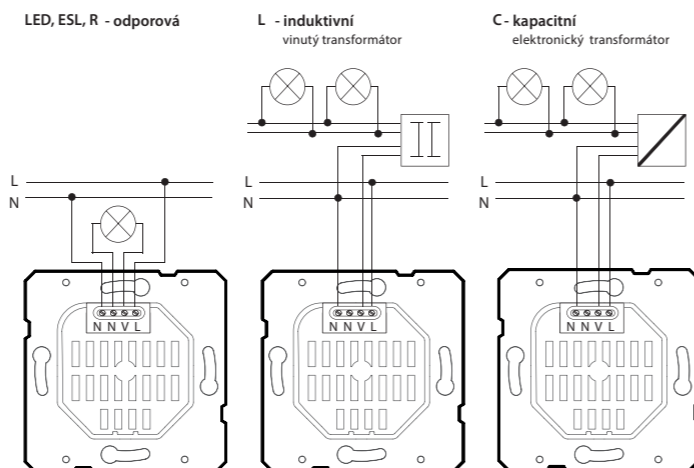 LED, ESL, R - odporová
L - induktivní
vinutý transformátor
C - kapacitní
elektronický transformátor
L
N
L
N
L
N
N N V L
N N V L
N N V L